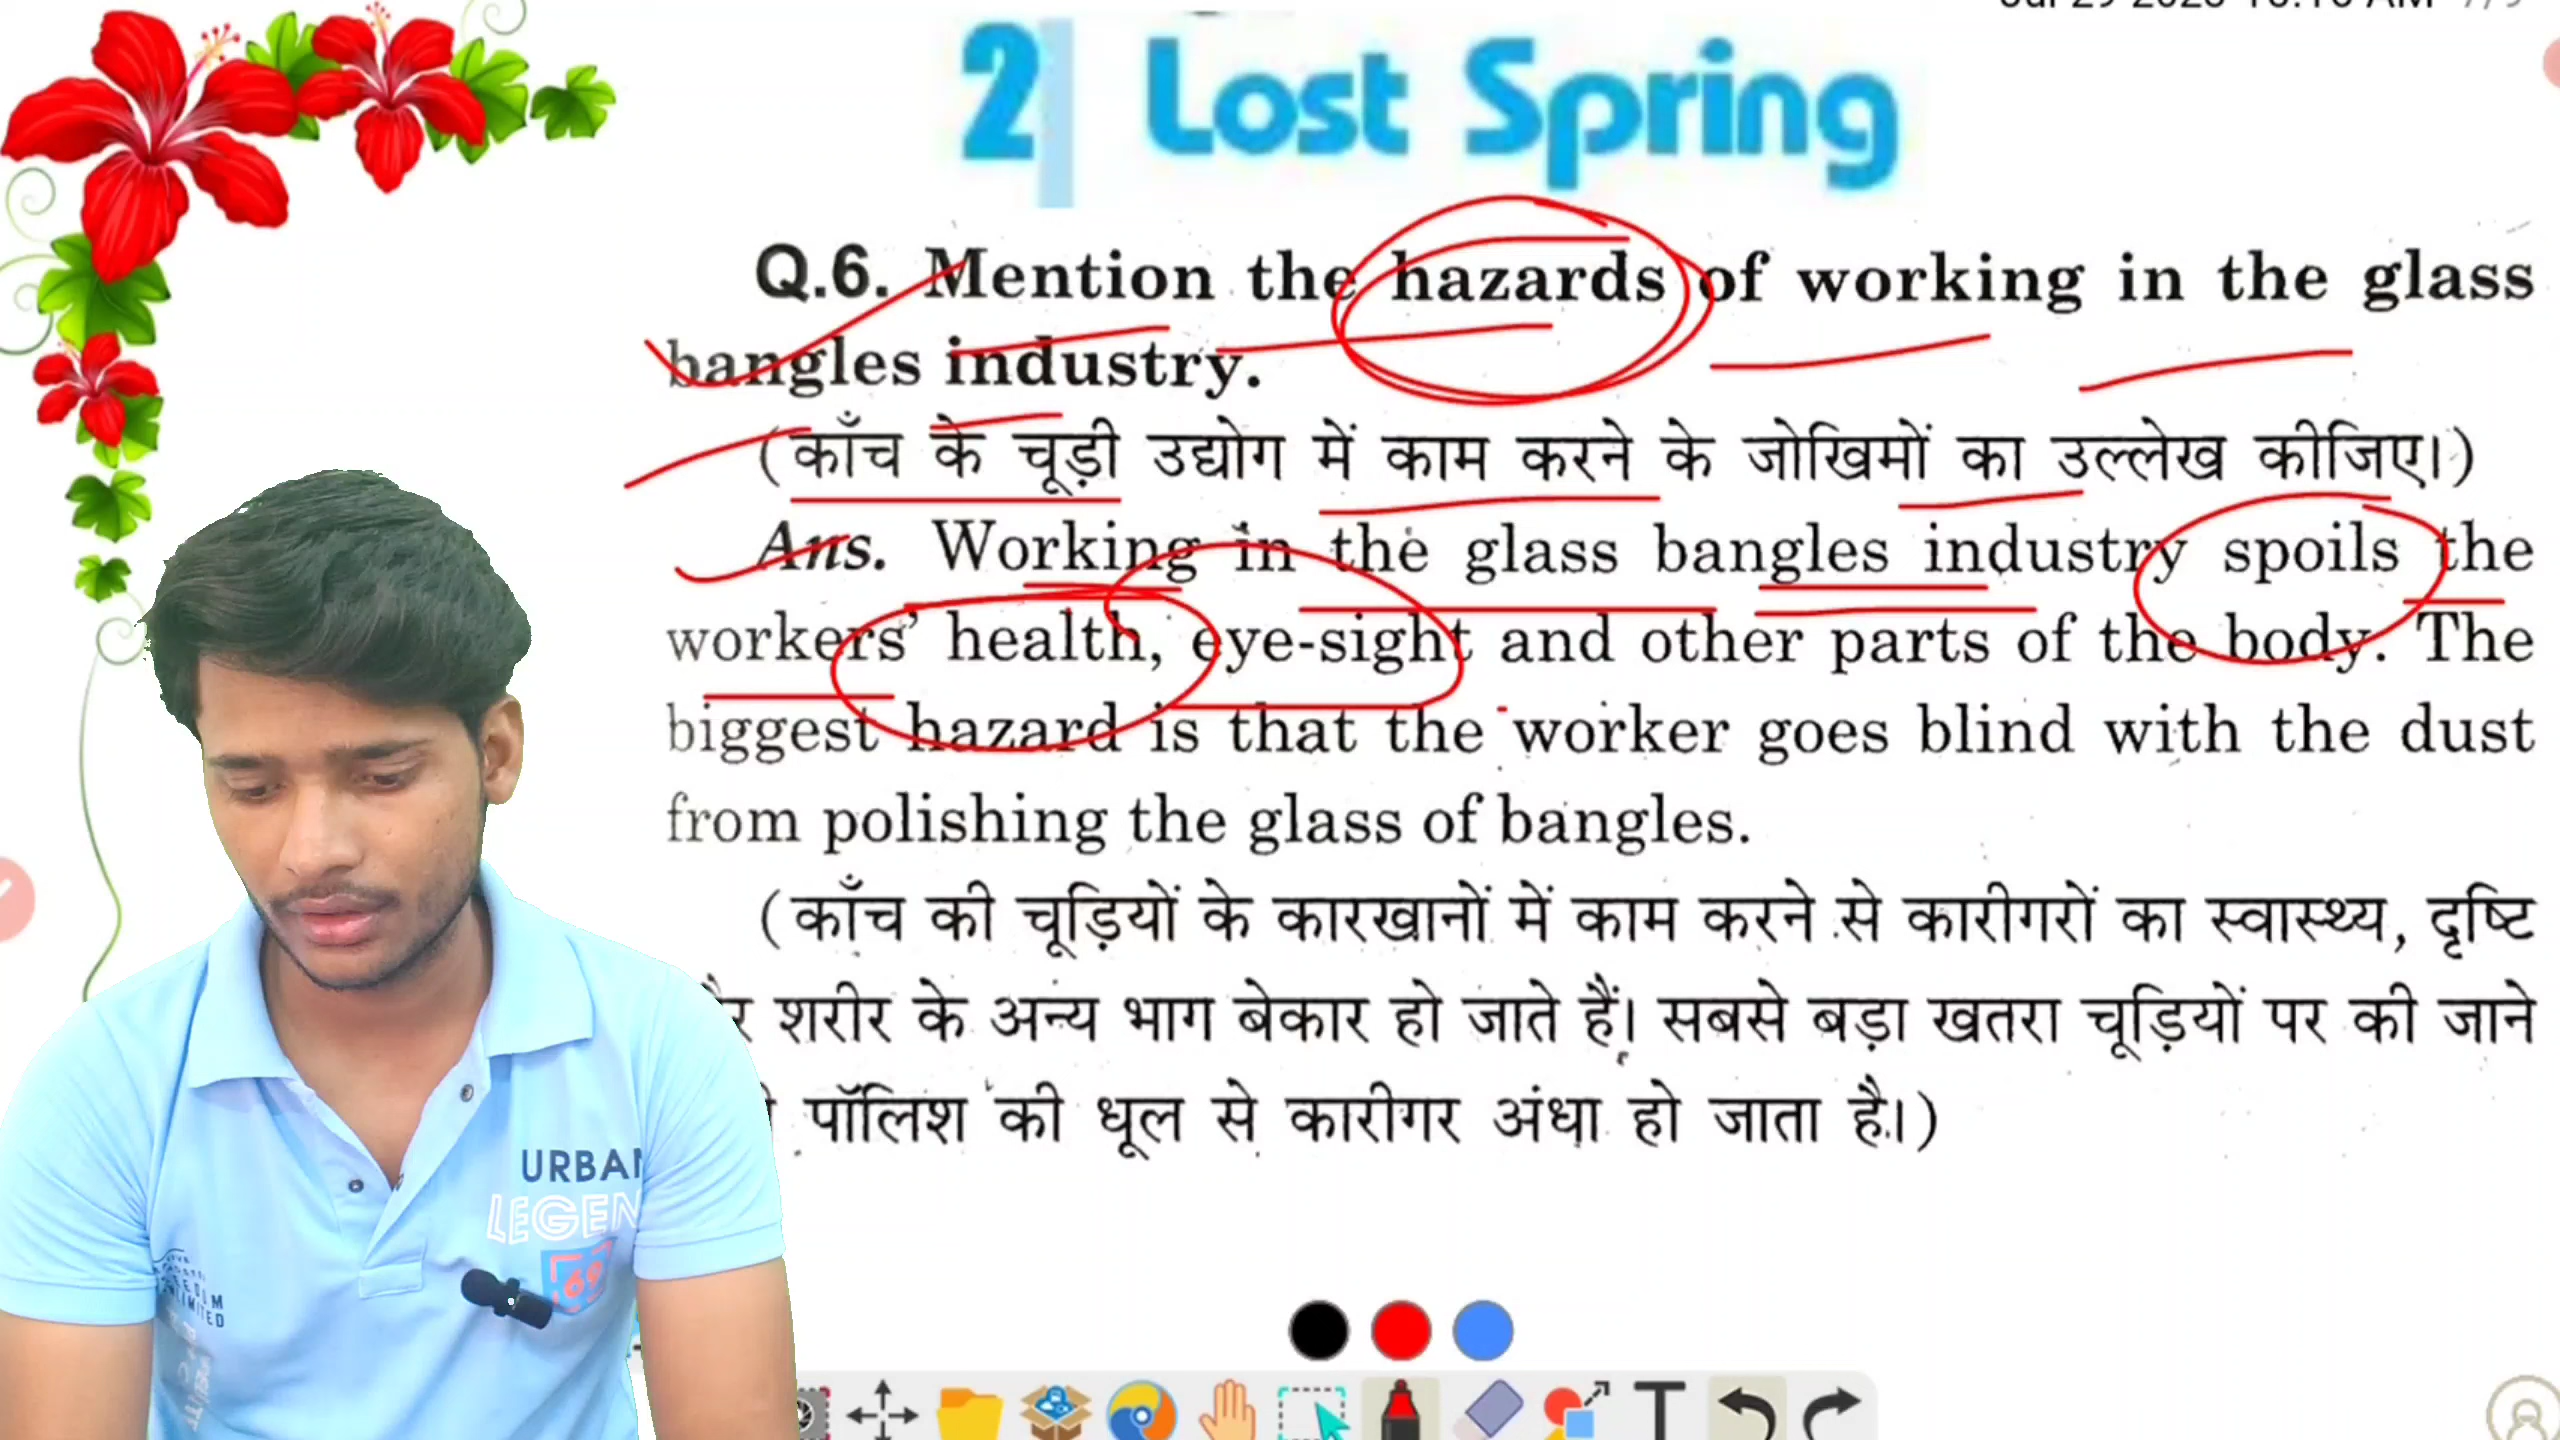 2 Lost Spring
Q.6. Mention the hazards of working in the glass
bangles industry.
(काँच के चूड़ी उद्योग में काम करने के जोखिमों का उल्लेख कीजिए।)
Ans. Working in the glass bangles industry spoils the
workers' health, eye-sight and other parts of the body. The
biggest hazard is that the worker goes blind with the dust
from polishing the glass of bangles.
(काँच की चूड़ियों के कारखानों में काम करने से कारीगरों का स्वास्थ्य, दृष्टि
शरीर के अन्य भाग बेकार हो जाते हैं। सबसे बड़ा खतरा चूड़ियों पर की जाने
पॉलिश की धूल से कारीगर अंधा हो जाता है।)
URBAN
LEGEN
69
T